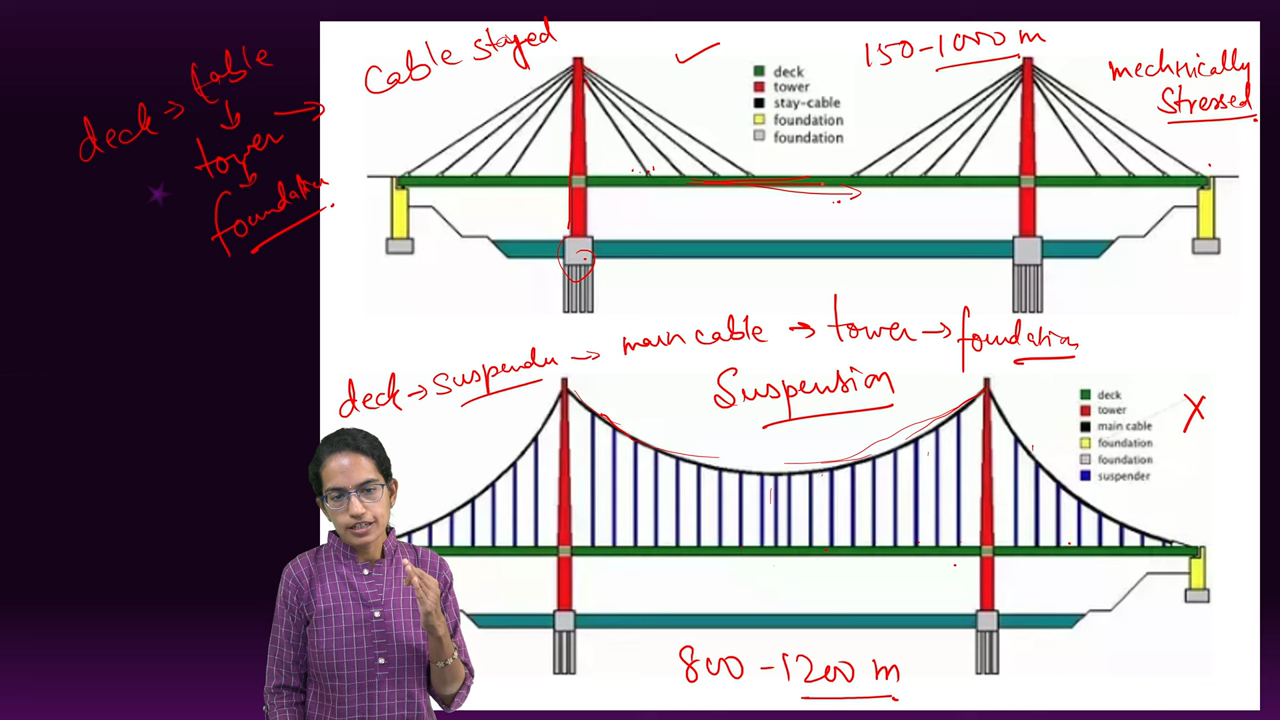 deck → cable
↓
tower →
↓
foundation
Cable stayed
✓
150-1000 m
mechnically
stressed
deck
tower
stay-cable
foundation
foundation
deck → suspender → main cable → tower → foundation
Suspension
X
deck
tower
main cable
foundation
foundation
suspender
800 - 1200 m